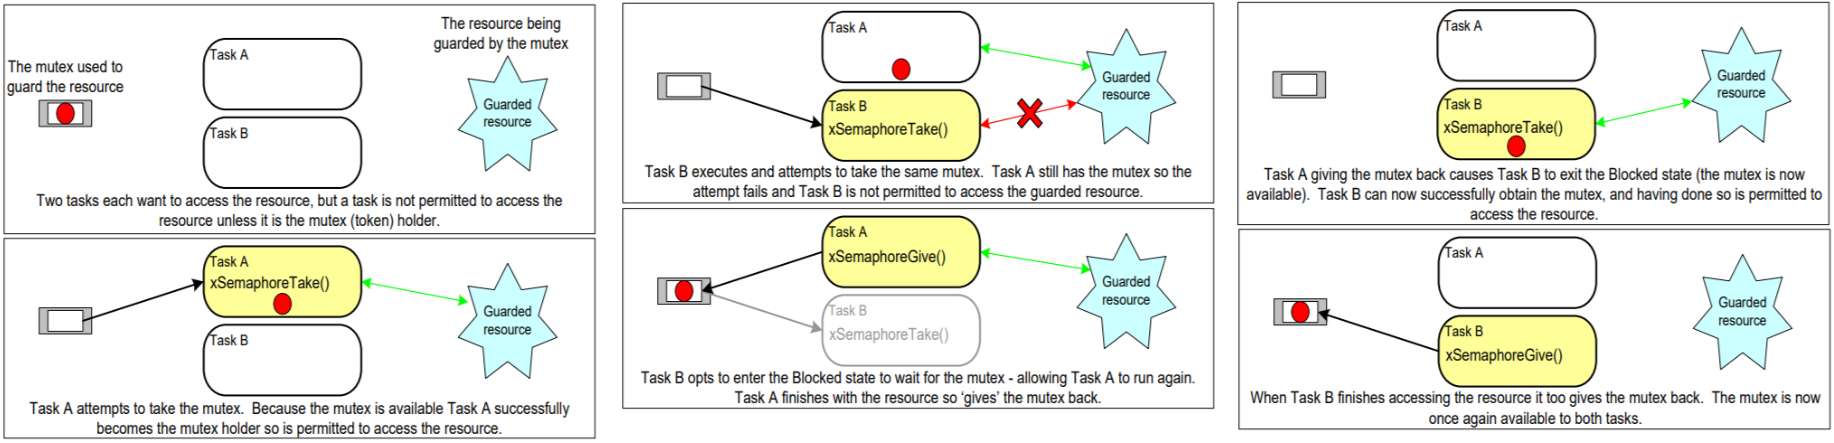 The mutex used to
guard the resource
Task A
Task B
The resource being
guarded by the mutex
Guarded
resource
Two tasks each want to access the resource, but a task is not permitted to access the
resource unless it is the mutex (token) holder.
Task A
xSemaphoreTake()
Task B
Guarded
resource
Task A attempts to take the mutex.  Because the mutex is available Task A successfully
becomes the mutex holder so is permitted to access the resource.
Task A
Task B
xSemaphoreTake()
Guarded
resource
Task B executes and attempts to take the same mutex.  Task A still has the mutex so the
attempt fails and Task B is not permitted to access the guarded resource.
Task A
xSemaphoreGive()
Task B
xSemaphoreTake()
Guarded
resource
Task B opts to enter the Blocked state to wait for the mutex - allowing Task A to run again.
Task A finishes with the resource so ‘gives’ the mutex back.
Task A
Task B
xSemaphoreTake()
Guarded
resource
Task A giving the mutex back causes Task B to exit the Blocked state (the mutex is now
available).  Task B can now successfully obtain the mutex, and having done so is permitted to
access the resource.
Task A
Task B
xSemaphoreGive()
Guarded
resource
When Task B finishes accessing the resource it too gives the mutex back.  The mutex is now
once again available to both tasks.